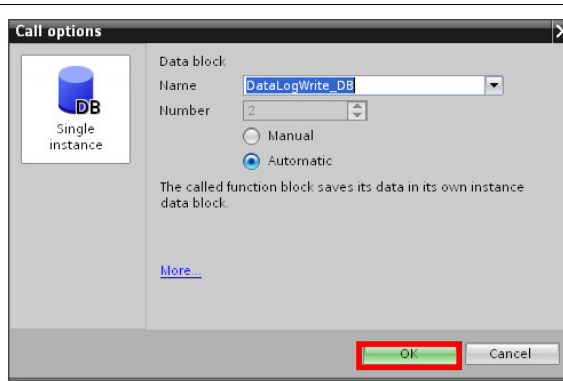 Call options
Data block
Name
DataLogWrite_DB
Number
2
Manual
Automatic
DB
Single
instance
The called function block saves its data in its own instance
data block.
More...
OK
Cancel